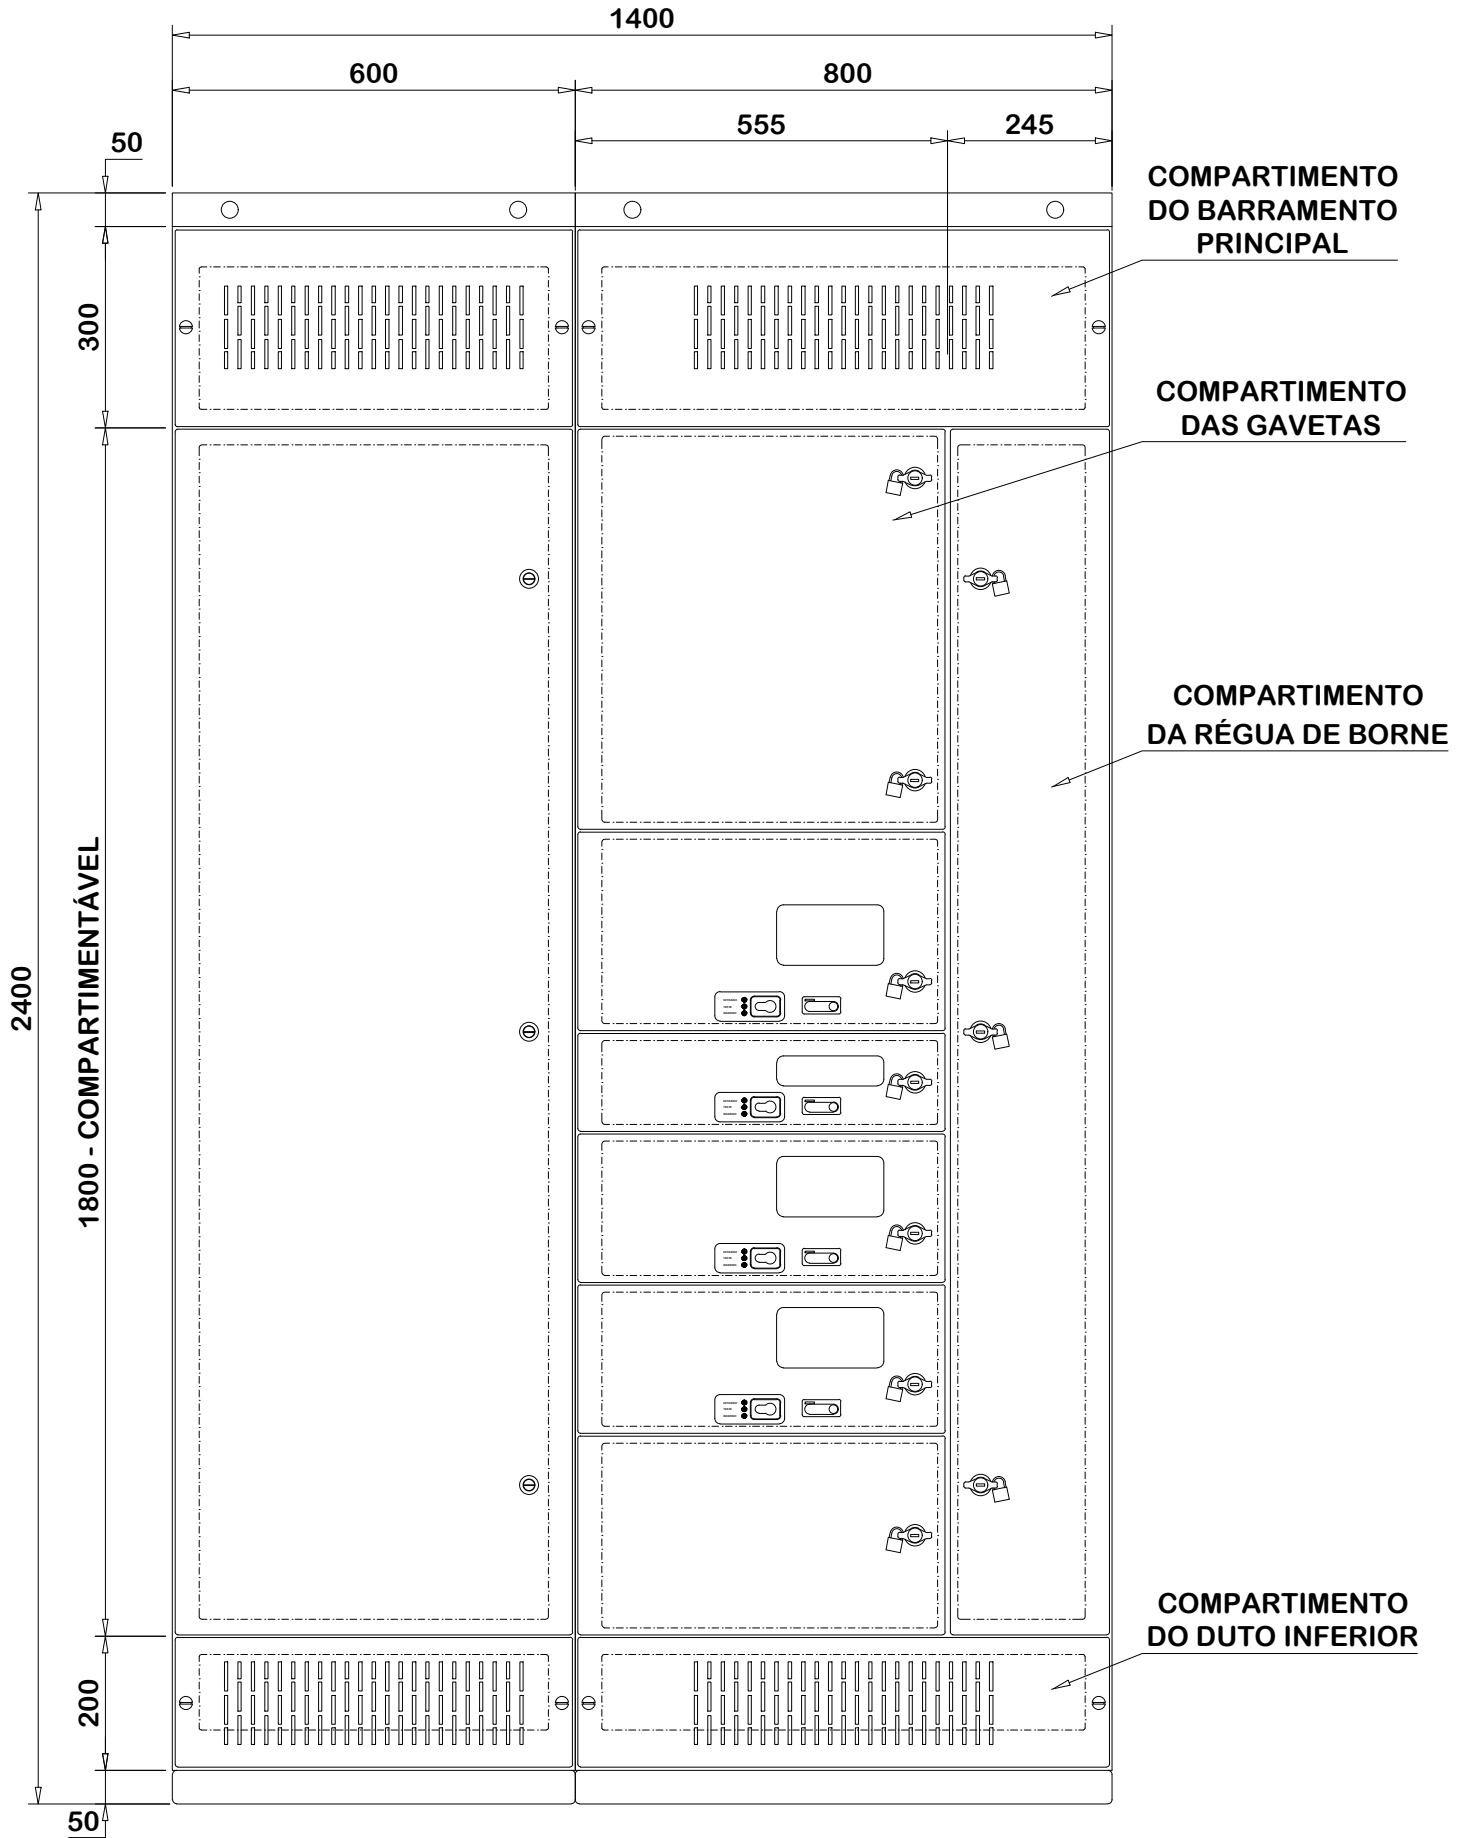 1400
600
800
555
245
50
COMPARTIMENTO
DO BARRAMENTO
PRINCIPAL
300
COMPARTIMENTO
DAS GAVETAS
COMPARTIMENTO
DA RÉGUA DE BORNE
1800 - COMPARTIMENTÁVEL
2400
COMPARTIMENTO
DO DUTO INFERIOR
200
50